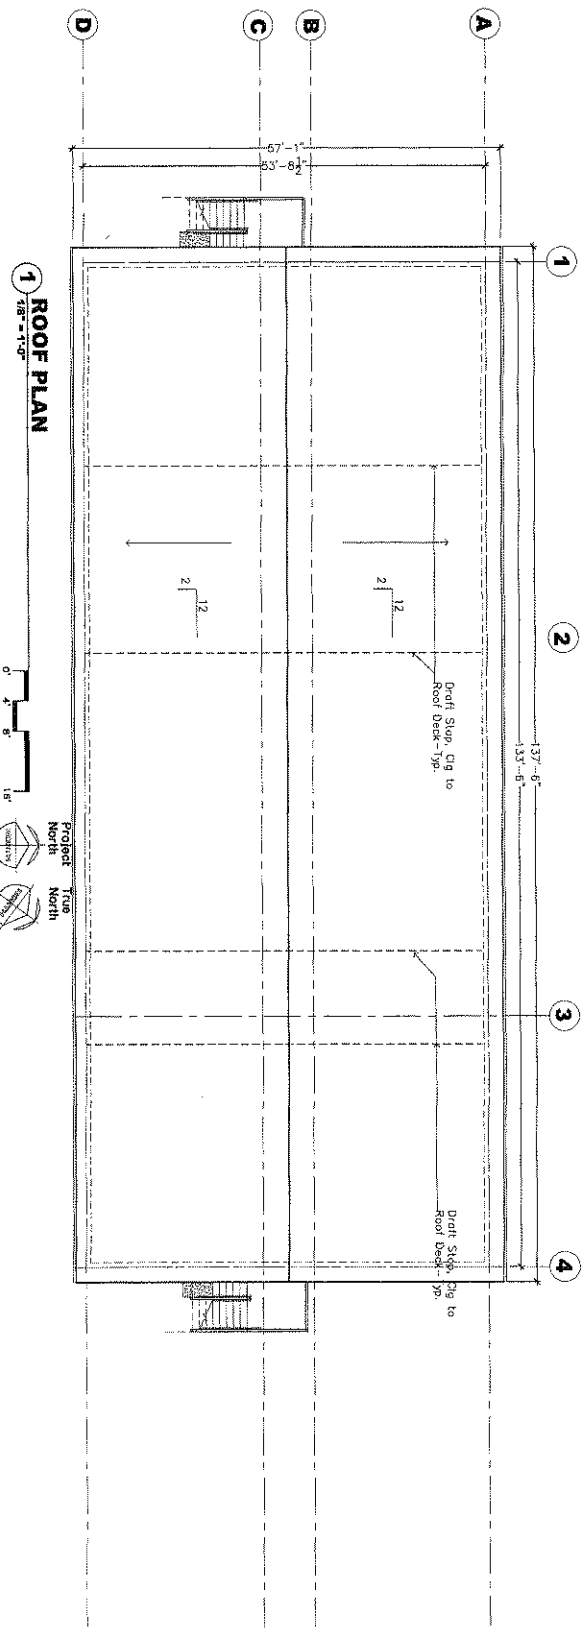 1
2
3
4
A
B
C
D
137'-6"
133'-6"
57'-1"
53'-8½"
12
2
12
2
Draft Stop, Clg to
Roof Deck-Typ.
Draft Stop, Clg to
Roof Deck-Typ.
1
ROOF PLAN
1/8" = 1'-0"
0'
4'
8'
16'
Project
North
True
North